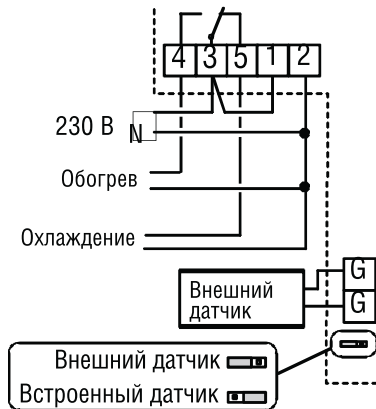 4 3 5 1 2
230 В N
Обогрев
Охлаждение
G
Внешний
датчик
G
Внешний датчик
Встроенный датчик